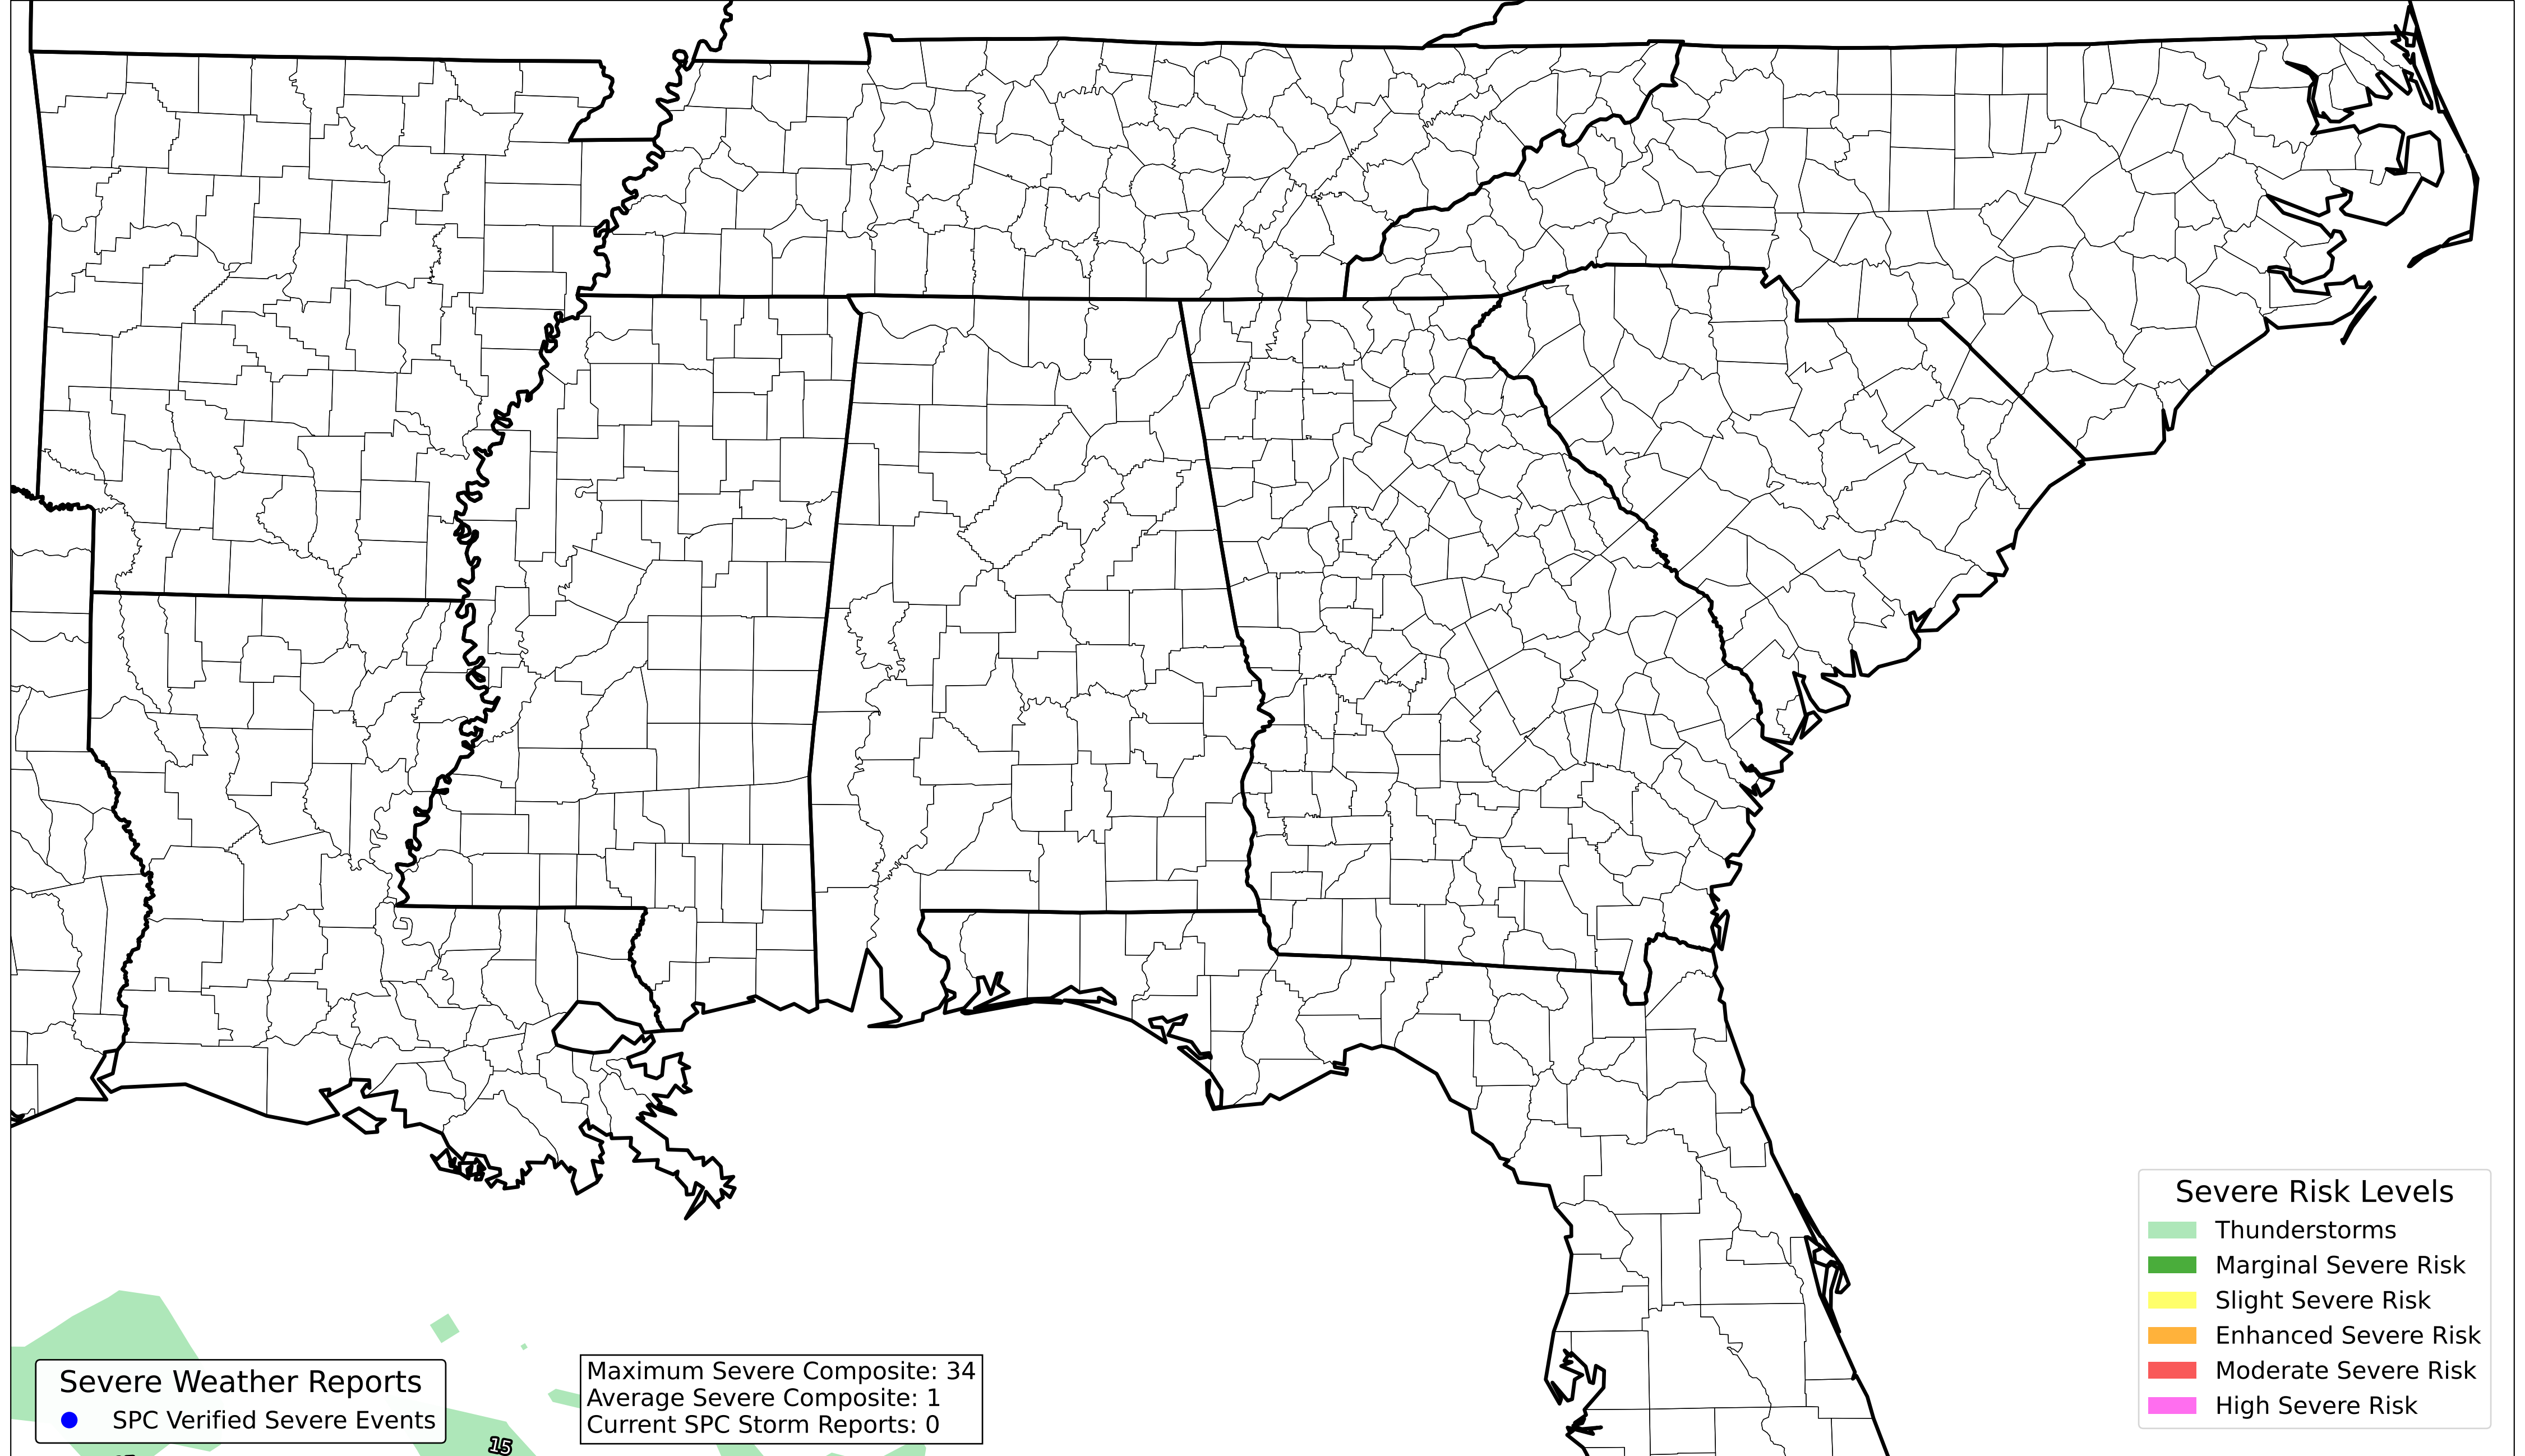 Severe Risk Levels
Thunderstorms
Marginal Severe Risk
Slight Severe Risk
Enhanced Severe Risk
Moderate Severe Risk
High Severe Risk
Severe Weather Reports
SPC Verified Severe Events
Maximum Severe Composite: 34
Average Severe Composite: 1
Current SPC Storm Reports: 0
15